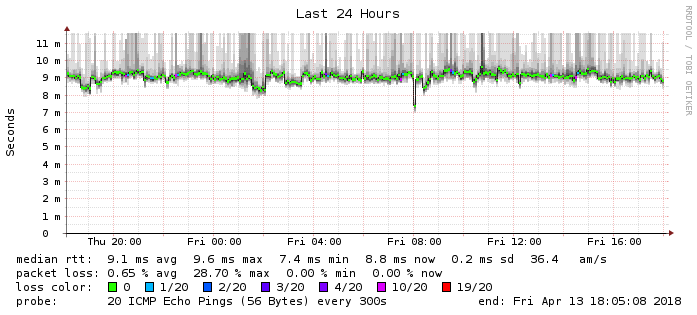 Last 24 Hours
RRDTOOL / TOBI OETIKER
Seconds
11 m
10 m
9 m
8 m
7 m
6 m
5 m
4 m
3 m
2 m
1 m
0
Thu 20:00 Fri 00:00 Fri 04:00 Fri 08:00 Fri 12:00 Fri 16:00
median rtt: 9.1 ms avg 9.6 ms max 7.4 ms min 8.8 ms now 0.2 ms sd 36.4 am/s
packet loss: 0.65 % avg 28.70 % max 0.00 % min 0.00 % now
loss color: 0 1/20 2/20 3/20 4/20 10/20 19/20
probe: 20 ICMP Echo Pings (56 Bytes) every 300s end: Fri Apr 13 18:05:08 2018